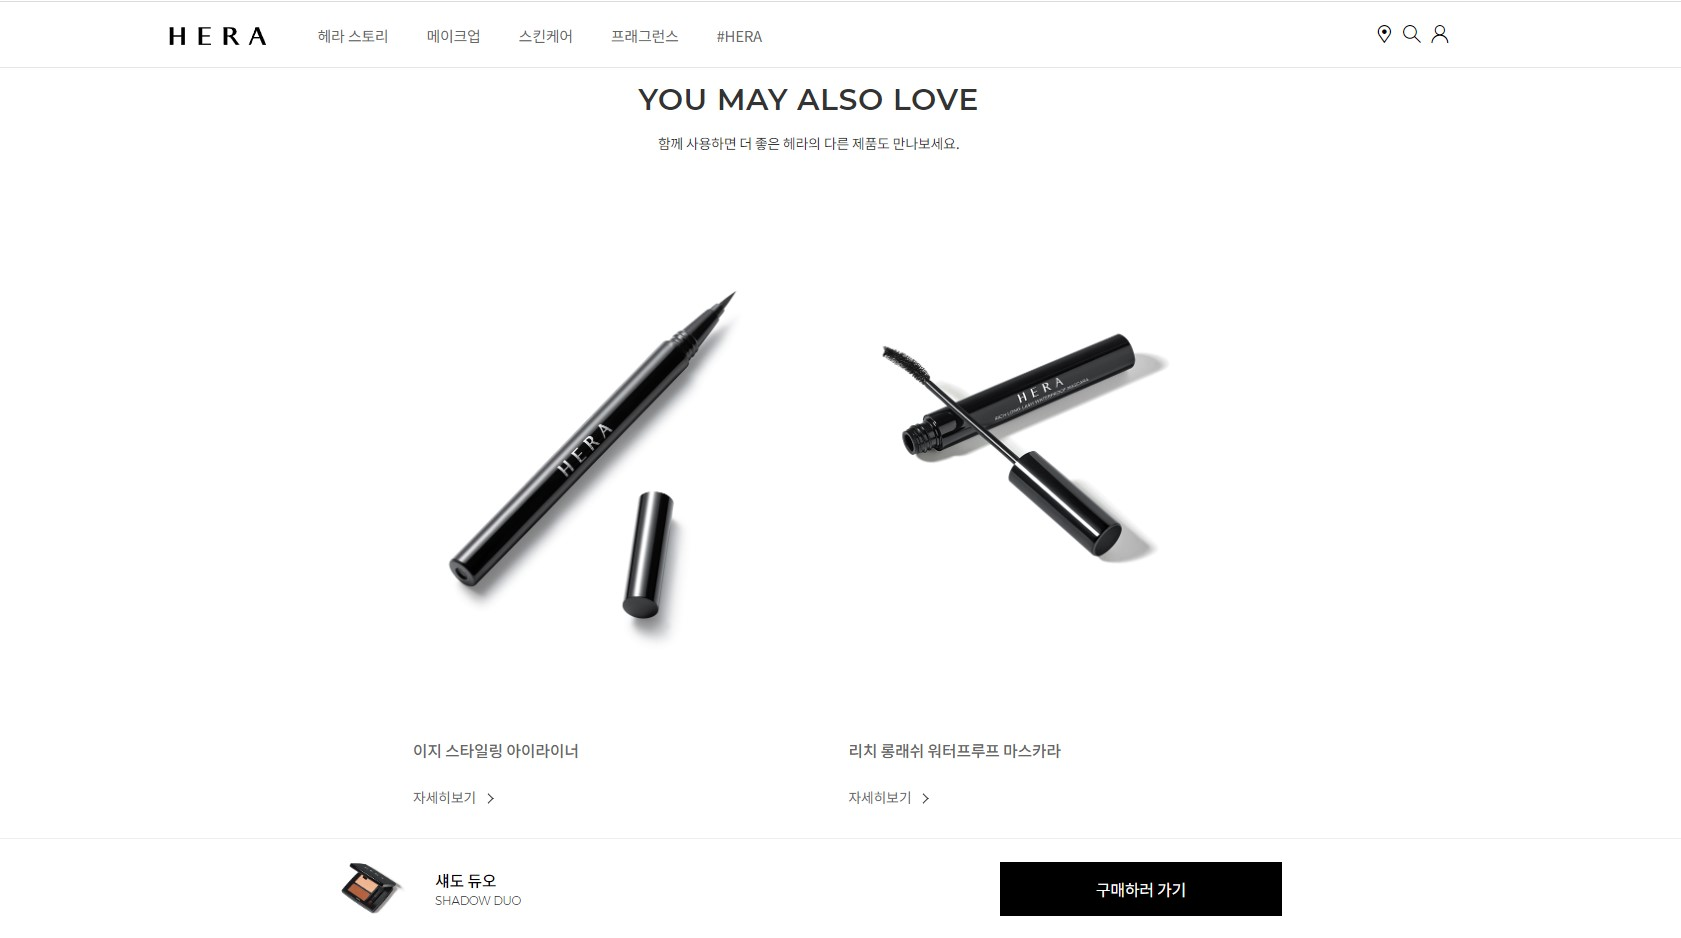 HERA
헤라 스토리
메이크업
스킨케어
프래그런스
#HERA
YOU MAY ALSO LOVE
함께 사용하면 더 좋은 헤라의 다른 제품도 만나보세요.
HERA
HERA
RICH LONG LASH WATERPROOF MASCARA
이지 스타일링 아이라이너
리치 롱래쉬 워터프루프 마스카라
자세히보기
자세히보기
섀도 듀오
SHADOW DUO
구매하러 가기